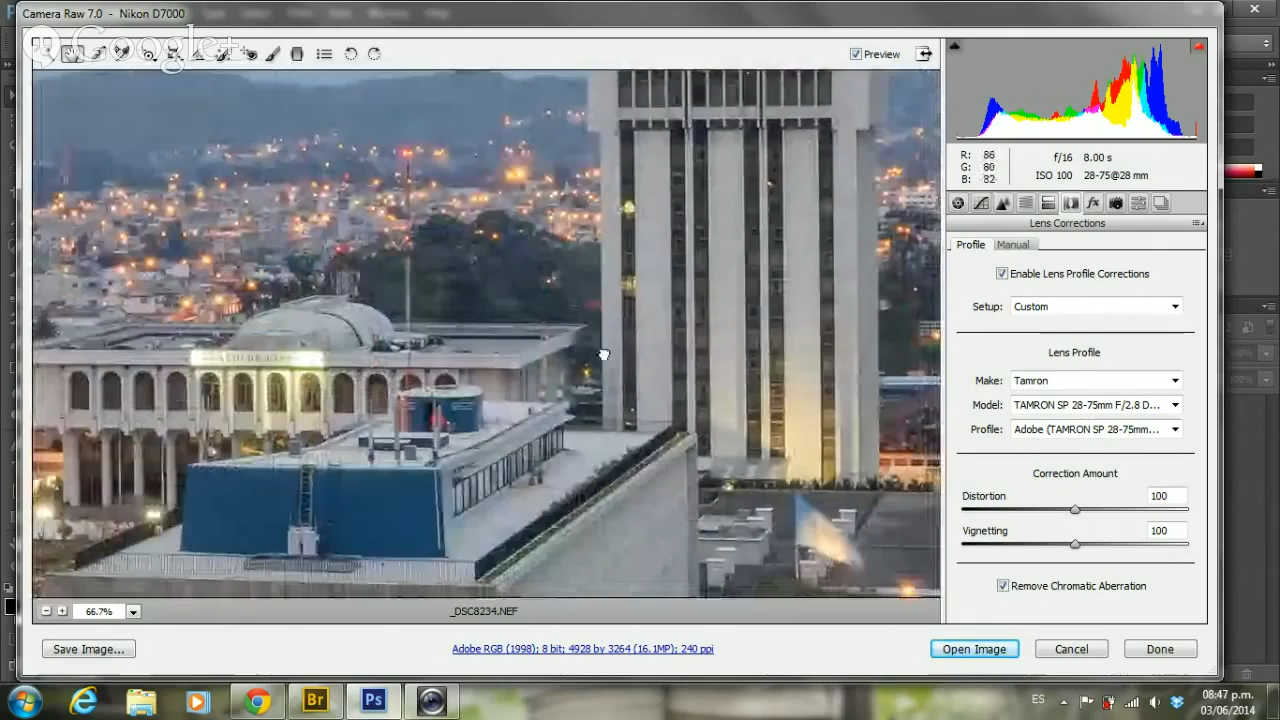 Camera Raw 7.0 - Nikon D7000
Google+
Preview
R: 86
G: 80
B: 82
f/16 8.00 s
ISO 100 28-75@28 mm
Lens Corrections
Profile Manual
Enable Lens Profile Corrections
Setup: Custom
Lens Profile
Make: Tamron
Model: TAMRON SP 28-75mm F/2.8 D...
Profile: Adobe (TAMRON SP 28-75mm...
Correction Amount
Distortion 100
Vignetting 100
Remove Chromatic Aberration
66.7%
_DSC8234.NEF
Save Image...
Adobe RGB (1998); 8 bit; 4928 by 3264 (16.1MP); 240 ppi
Open Image Cancel Done
Br Ps ES
08:47 p.m.
03/06/2014